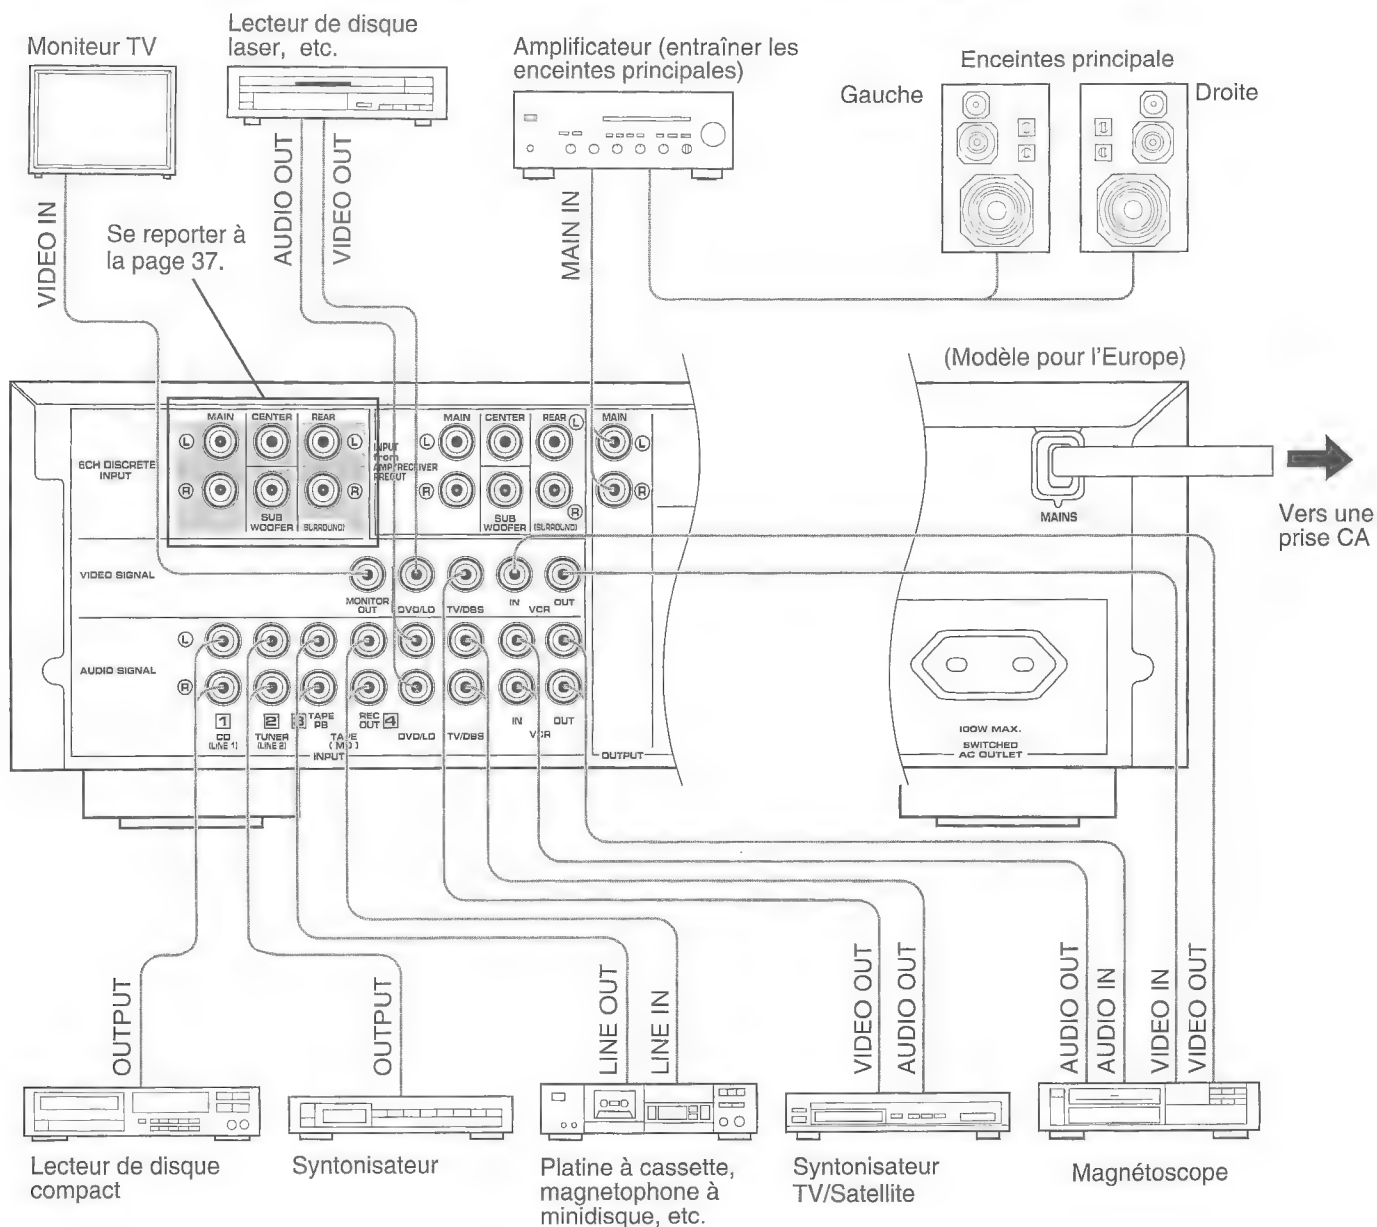 Moniteur TV
Lecteur de disque
laser, etc.
Amplificateur (entraîner les
enceintes principales)
Enceintes principale
Gauche
Droite
VIDEO IN
AUDIO OUT
VIDEO OUT
MAIN IN
Se reporter à
la page 37.
(Modèle pour l'Europe)
MAIN CENTER REAR
MAIN CENTER REAR MAIN
L L L L L
6CH DISCRETE
INPUT
INPUT
from
AMP/RECEIVER
PREOUT
R R R R R
SUB
WOOFER (SURROUND)
SUB
WOOFER (SURROUND)
MAINS
Vers une
prise CA
VIDEO SIGNAL
MONITOR
OUT DVD/LD TV/DBS IN VCR OUT
L
AUDIO SIGNAL
R
1 2 3 TAPE
PB REC
OUT 4 IN OUT
CD
(LINE 1) TUNER
(LINE 2) TAPE
(MD) DVD/LD TV/DBS VCR
INPUT OUTPUT
100W MAX.
SWITCHED
AC OUTLET
OUTPUT
OUTPUT
LINE OUT
LINE IN
VIDEO OUT
AUDIO OUT
AUDIO OUT
AUDIO IN
VIDEO IN
VIDEO OUT
Lecteur de disque
compact
Syntonisateur
Platine à cassette,
magnetophone à
minidisque, etc.
Syntonisateur
TV/Satellite
Magnétoscope